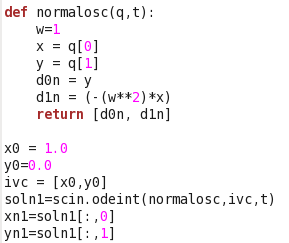 def normalosc(q,t):
    w=1
    x = q[0]
    y = q[1]
    d0n = y
    d1n = (-(w**2)*x)
    return [d0n, d1n]

x0 = 1.0
y0=0.0
ivc = [x0,y0]
soln1=scin.odeint(normalosc,ivc,t)
xn1=soln1[:,0]
yn1=soln1[:,1]